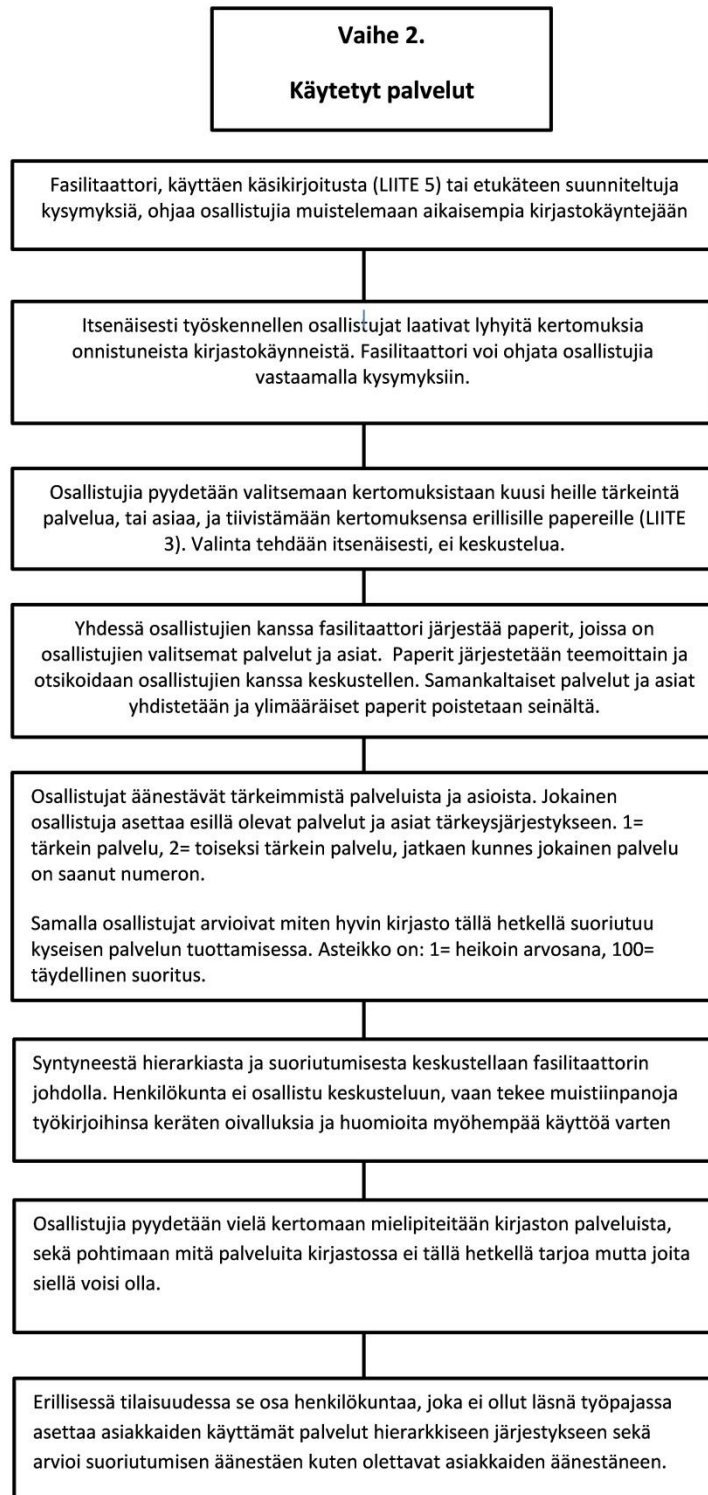 Vaihe 2.
Käytetyt palvelut
Fasilitaattori, käyttäen käsikirjoitusta (LIITE 5) tai etukäteen suunniteltuja
kysymyksiä, ohjaa osallistujia muistelemaan aikaisempia kirjastokäyntejään
Itsenäisesti työskennellen osallistujat laativat lyhyitä kertomuksia
onnistuneista kirjastokäynneistä. Fasilitaattori voi ohjata osallistujia
vastaamalla kysymyksiin.
Osallistujia pyydetään valitsemaan kertomuksistaan kuusi heille tärkeintä
palvelua, tai asiaa, ja tiivistämään kertomuksensa erillisille papereille (LIITE
3). Valinta tehdään itsenäisesti, ei keskustelua.
Yhdessä osallistujien kanssa fasilitaattori järjestää paperit, joissa on
osallistujien valitsemat palvelut ja asiat. Paperit järjestetään teemoittain ja
otsikoidaan osallistujien kanssa keskustellen. Samankaltaiset palvelut ja asiat
yhdistetään ja ylimääräiset paperit poistetaan seinältä.
Osallistujat äänestävät tärkeimmistä palveluista ja asioista. Jokainen
osallistuja asettaa esillä olevat palvelut ja asiat tärkeysjärjestykseen. 1=
tärkein palvelu, 2= toiseksi tärkein palvelu, jatkaen kunnes jokainen palvelu
on saanut numeron.
Samalla osallistujat arvioivat miten hyvin kirjasto tällä hetkellä suoriutuu
kyseisen palvelun tuottamisessa. Asteikko on: 1= heikoin arvosana, 100=
täydellinen suoritus.
Syntyneestä hierarkiasta ja suoriutumisesta keskustellaan fasilitaattorin
johdolla. Henkilökunta ei osallistu keskusteluun, vaan tekee muistiinpanoja
työkirjoihinsa keräten oivalluksia ja huomioita myöhempää käyttöä varten
Osallistujia pyydetään vielä kertomaan mielipiteitään kirjaston palveluista,
sekä pohtimaan mitä palveluita kirjastossa ei tällä hetkellä tarjoa mutta joita
siellä voisi olla.
Erillisessä tilaisuudessa se osa henkilökuntaa, joka ei ollut läsnä työpajassa
asettaa asiakkaiden käyttämät palvelut hierarkkiseen järjestykseen sekä
arvioi suoriutumisen äänestäen kuten olettavat asiakkaiden äänestäneen.